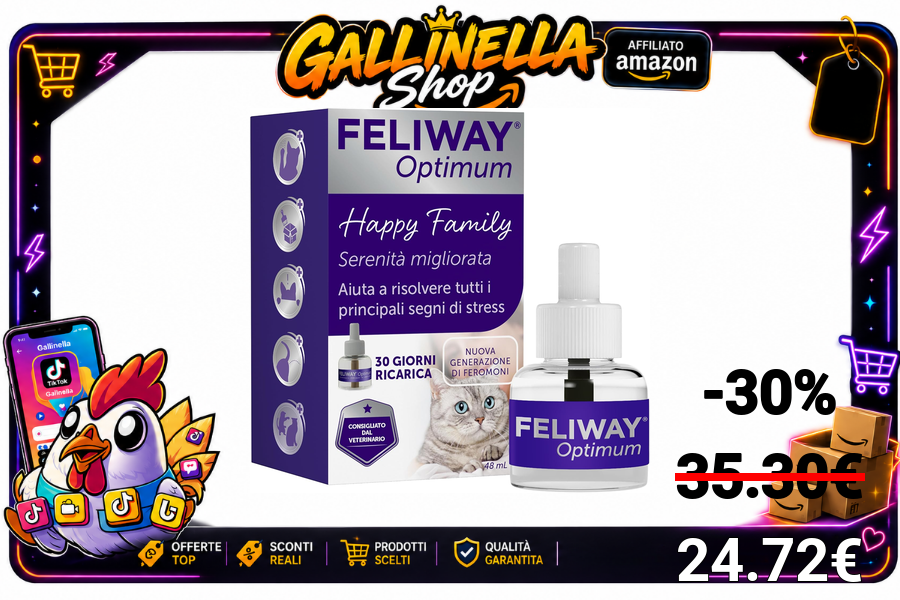 GALLINELLA
Shop
AFFILIATO
amazon
FELIWAY®
Optimum
Happy Family
Serenità migliorata
Aiuta a risolvere tutti i
principali segni di stress
30 GIORNI
RICARICA
NUOVA
GENERAZIONE
DI FEROMONI
CONSIGLIATO
DAL
VETERINARIO
48 mL
FELIWAY®
Optimum
Gallinella
TikTok
Gallinella
-30%
35.30€
24.72€
OFFERTE
TOP
SCONTI
REALI
PRODOTTI
SCELTI
QUALITÀ
GARANTITA